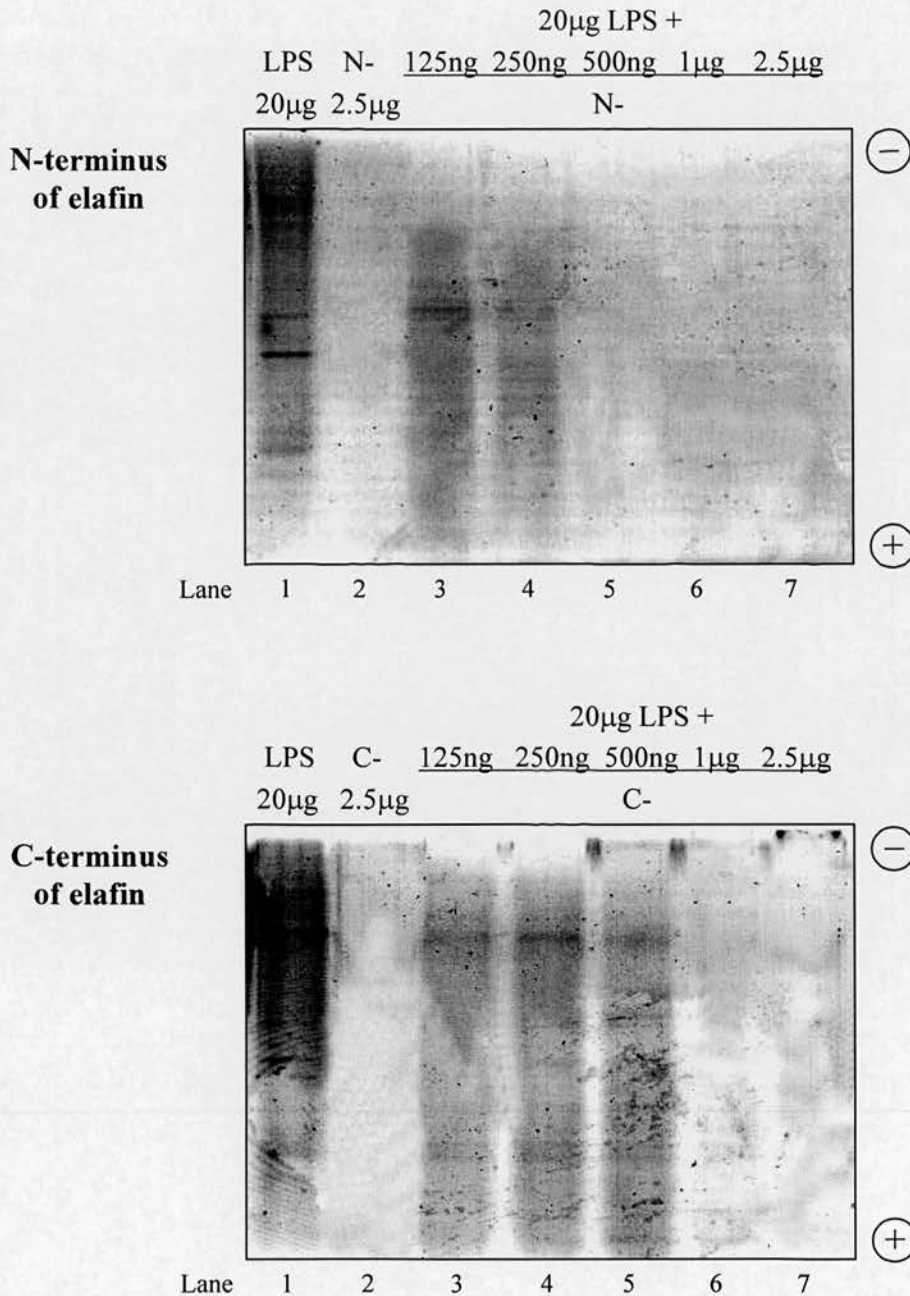 20μg LPS +
LPS N- 125ng 250ng 500ng 1μg 2.5μg
20μg 2.5μg N-
N-terminus
of elafin
−
+
Lane 1 2 3 4 5 6 7
20μg LPS +
LPS C- 125ng 250ng 500ng 1μg 2.5μg
20μg 2.5μg C-
C-terminus
of elafin
−
+
Lane 1 2 3 4 5 6 7